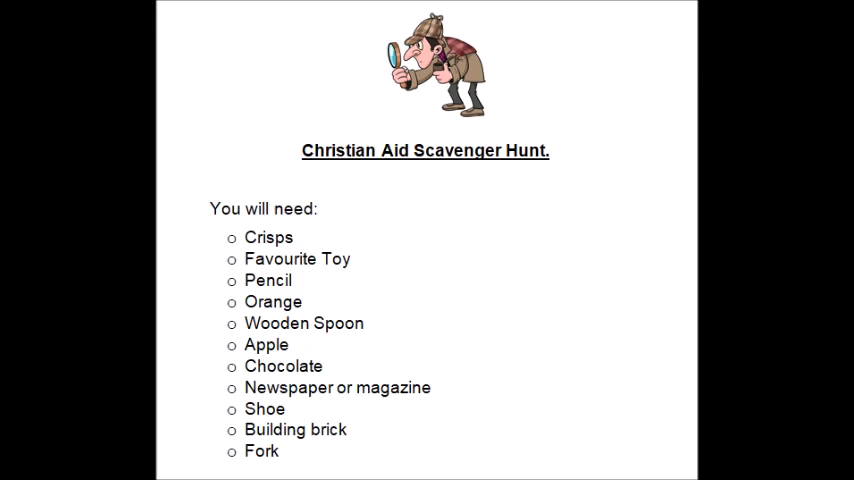 Christian Aid Scavenger Hunt.
You will need:
o Crisps
o Favourite Toy
o Pencil
o Orange
o Wooden Spoon
o Apple
o Chocolate
o Newspaper or magazine
o Shoe
o Building brick
o Fork